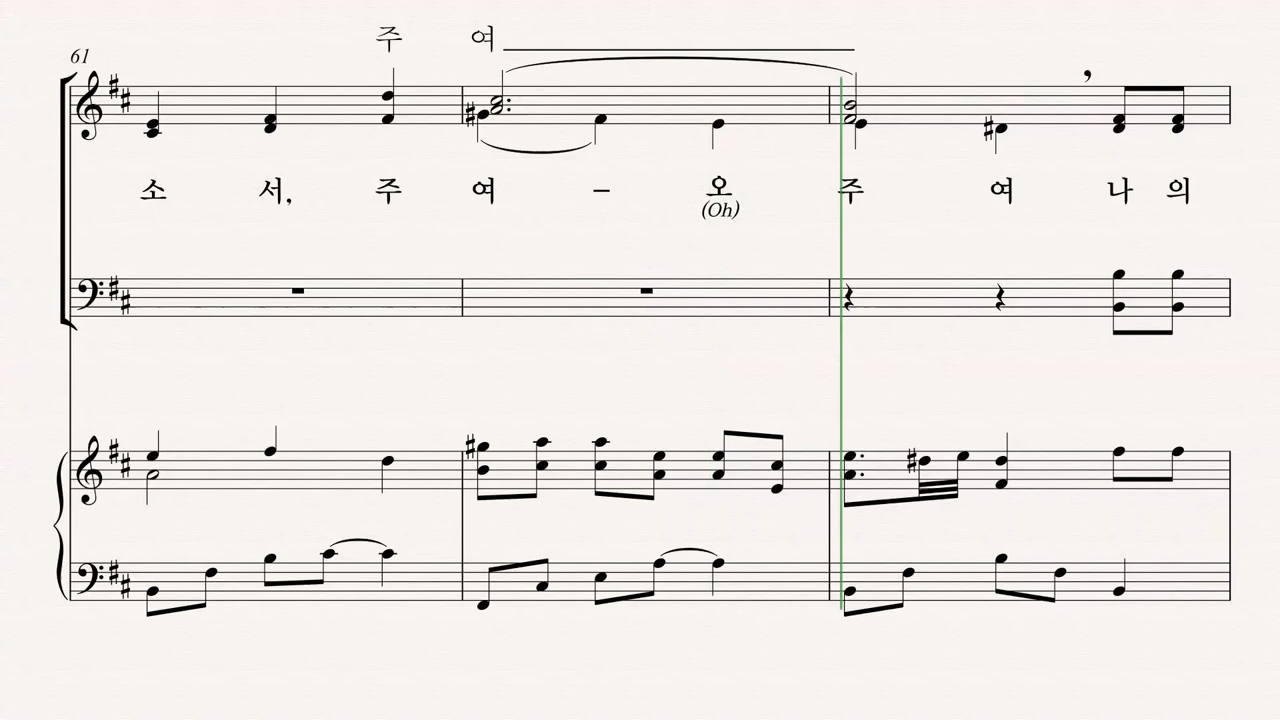 주 여
61
소 서, 주 여 – 오 주 여 나 의
(Oh)